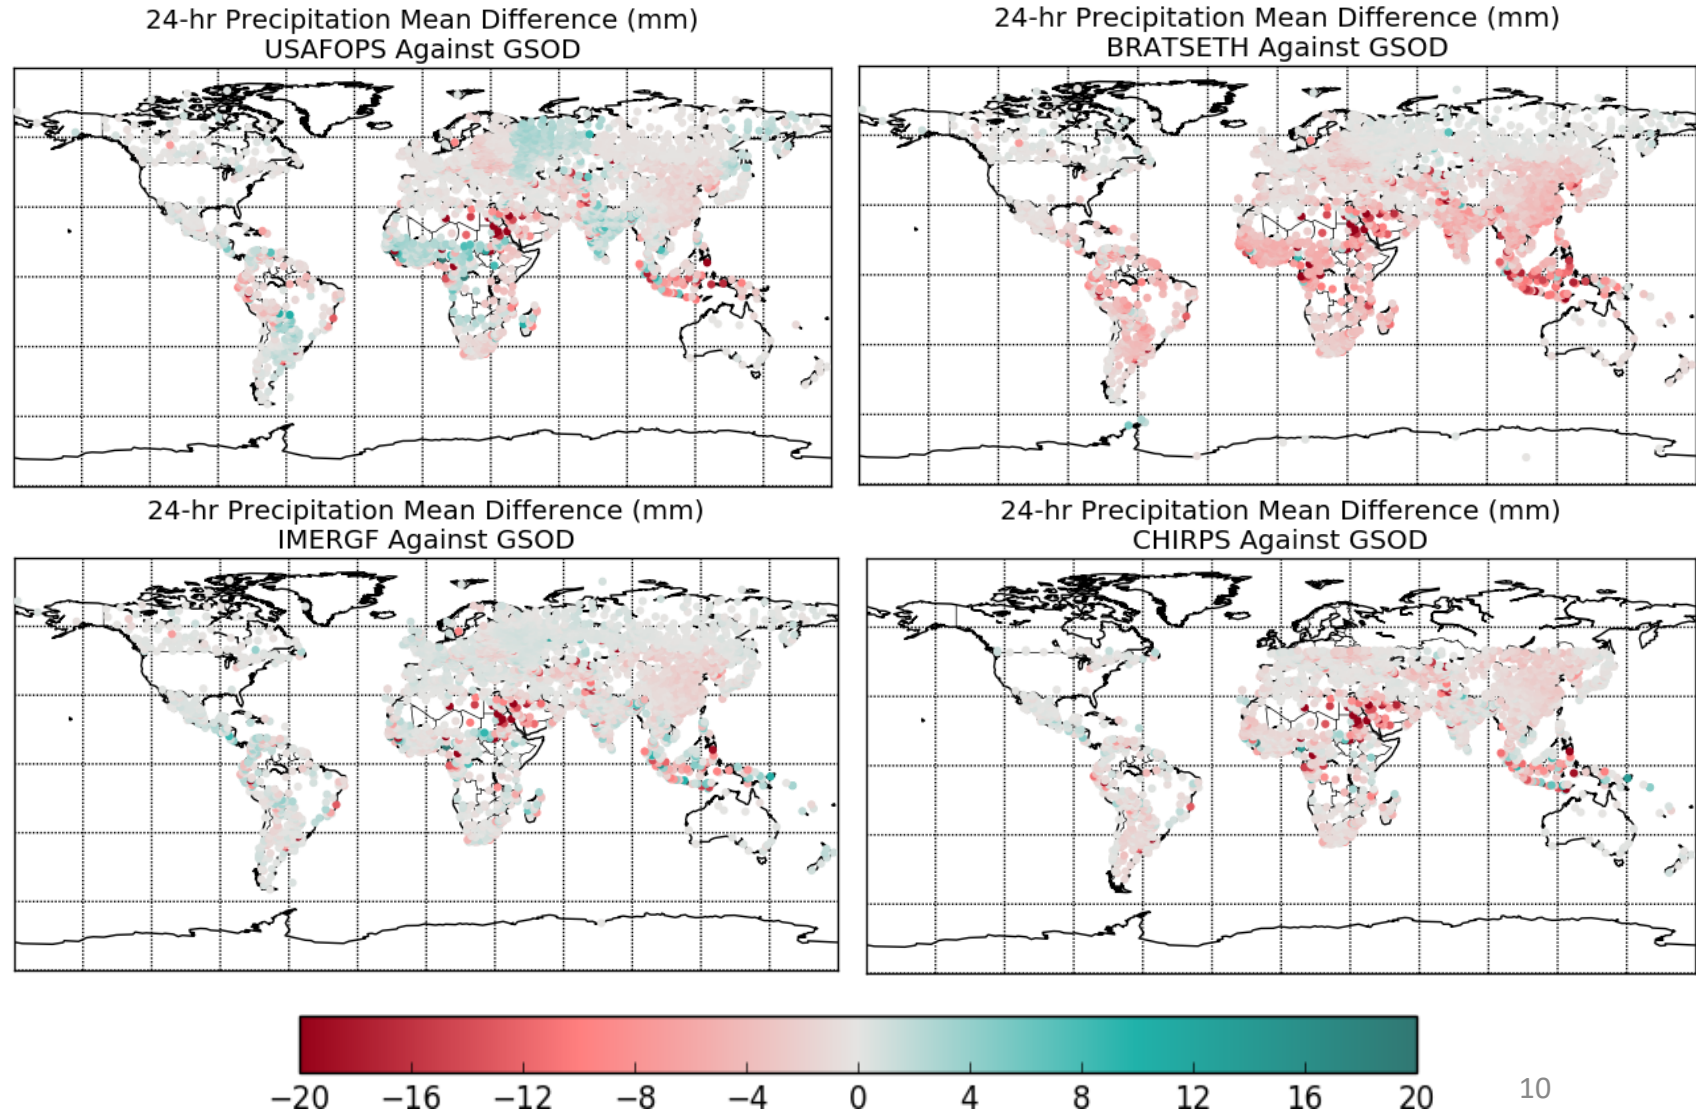 24-hr Precipitation Mean Difference (mm)
USAFOPS Against GSOD
24-hr Precipitation Mean Difference (mm)
BRATSETH Against GSOD
24-hr Precipitation Mean Difference (mm)
IMERGF Against GSOD
24-hr Precipitation Mean Difference (mm)
CHIRPS Against GSOD
−20 −16 −12 −8 −4 0 4 8 12 16 20
10